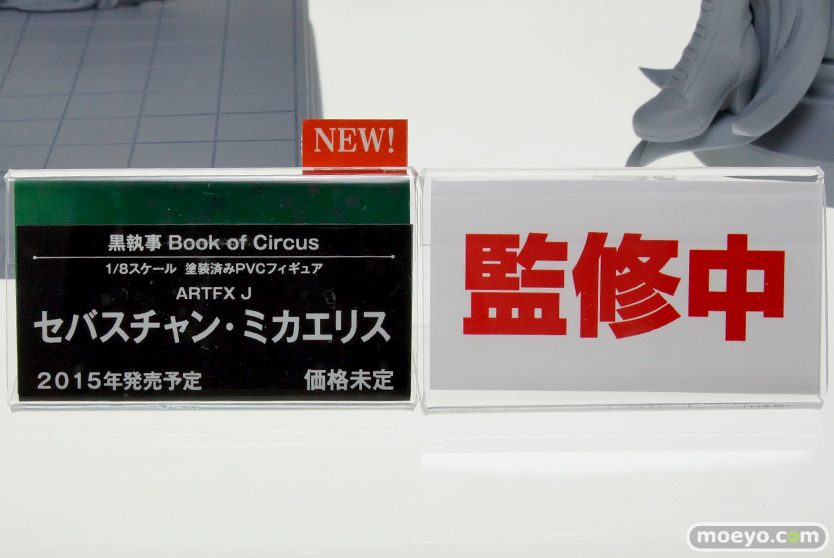 NEW!
黒執事 Book of Circus
1/8スケール 塗装済みPVCフィギュア
ARTFX J
セバスチャン・ミカエリス
2015年発売予定 価格未定
監修中
moeyo.com